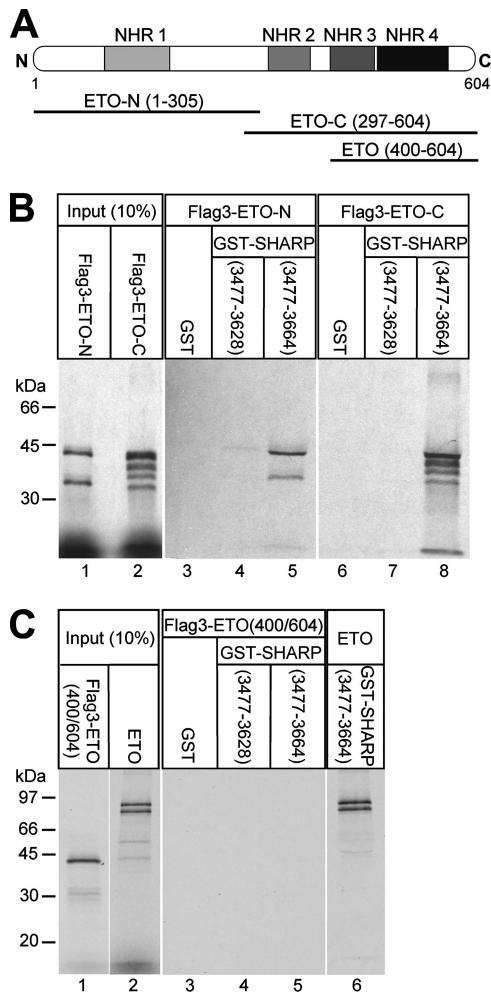 A
NHR 1 NHR 2 NHR 3 NHR 4
N C
1 604
ETO-N (1-305)
ETO-C (297-604)
ETO (400-604)
B
Input (10%) Flag3-ETO-N Flag3-ETO-C
GST-SHARP GST-SHARP
Flag3-ETO-N Flag3-ETO-C GST (3477-3628) (3477-3664) GST (3477-3628) (3477-3664)
kDa
66
45
30
1 2 3 4 5 6 7 8
C
Input (10%) Flag3-ETO(400/604) ETO
GST-SHARP
Flag3-ETO
(400/604) ETO GST (3477-3628) (3477-3664) GST-SHARP
(3477-3664)
kDa
97
66
45
30
20
1 2 3 4 5 6